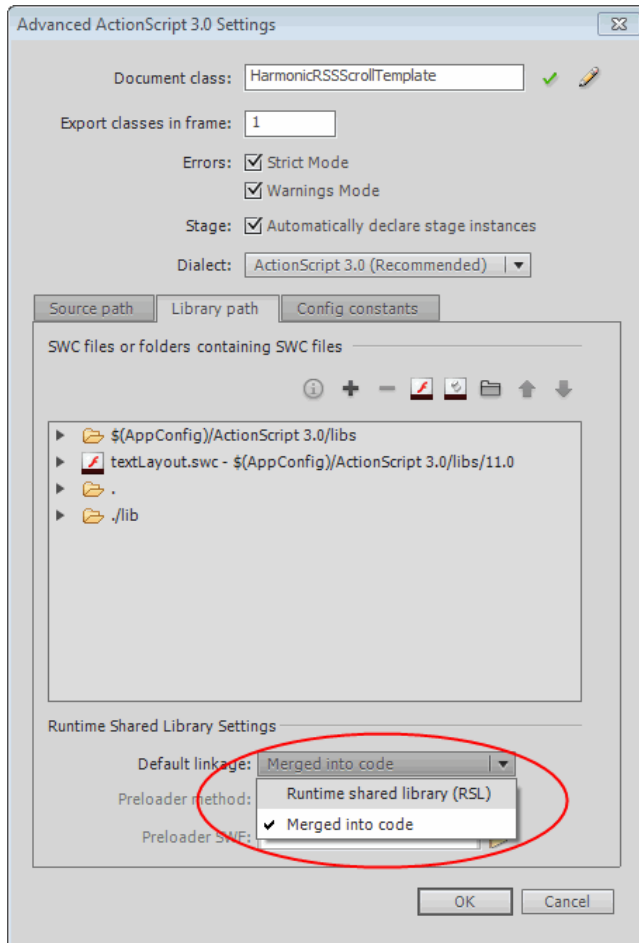 Advanced ActionScript 3.0 Settings
Document class: HarmonicRSSScrollTemplate
Export classes in frame: 1
Errors: Strict Mode
Warnings Mode
Stage: Automatically declare stage instances
Dialect: ActionScript 3.0 (Recommended)
Source path Library path Config constants
SWC files or folders containing SWC files
$(AppConfig)/ActionScript 3.0/libs
textLayout.swc - $(AppConfig)/ActionScript 3.0/libs/11.0
.
./lib
Runtime Shared Library Settings
Default linkage: Merged into code
Preloader method: Runtime shared library (RSL)
Merged into code
Preloader SWF:
OK Cancel